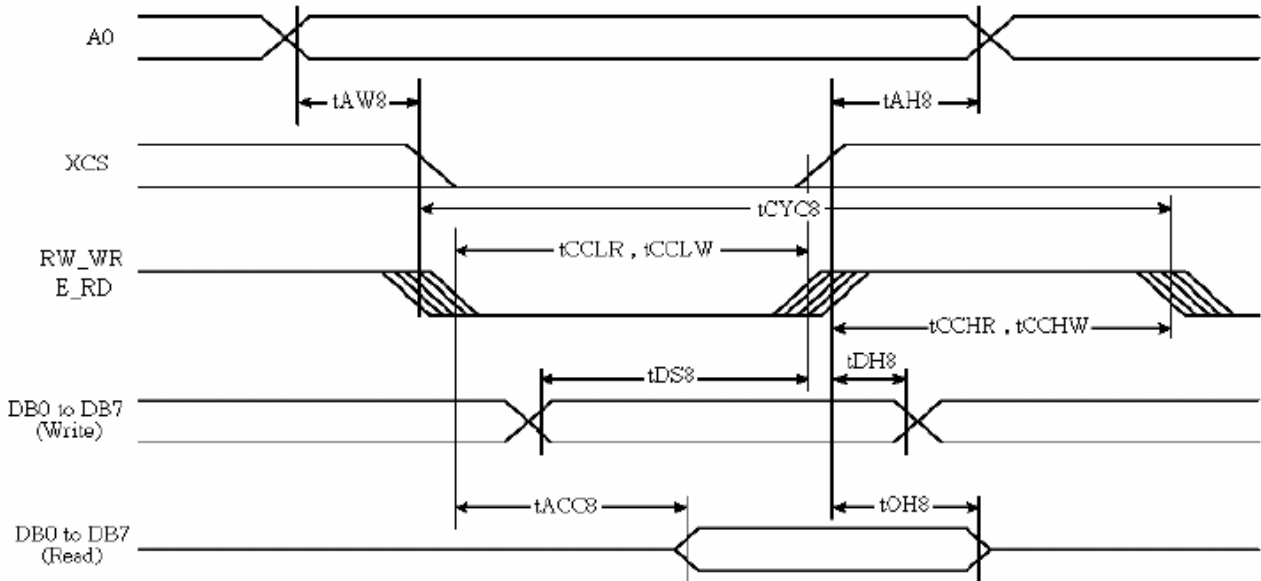 A0
tAW8
tAH8
XCS
tCYC8
tCCLR , tCCLW
RW_WR
E_RD
tCCHR , tCCHW
tDH8
tDS8
DB0 to DB7
(Write)
tACC8
tOH8
DB0 to DB7
(Read)